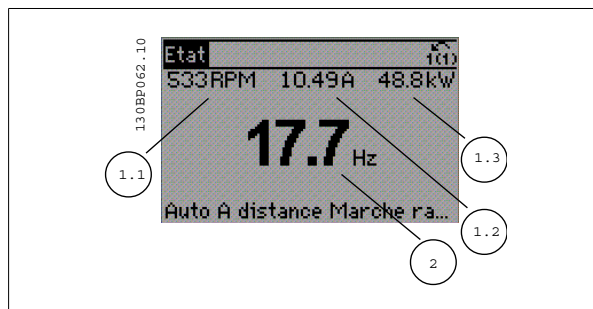 130BP062.10
Etat
1(1)
533RPM 10.49A 48.8kW
1.1
17.7 Hz
1.3
1.2
Auto A distance Marche ra...
2